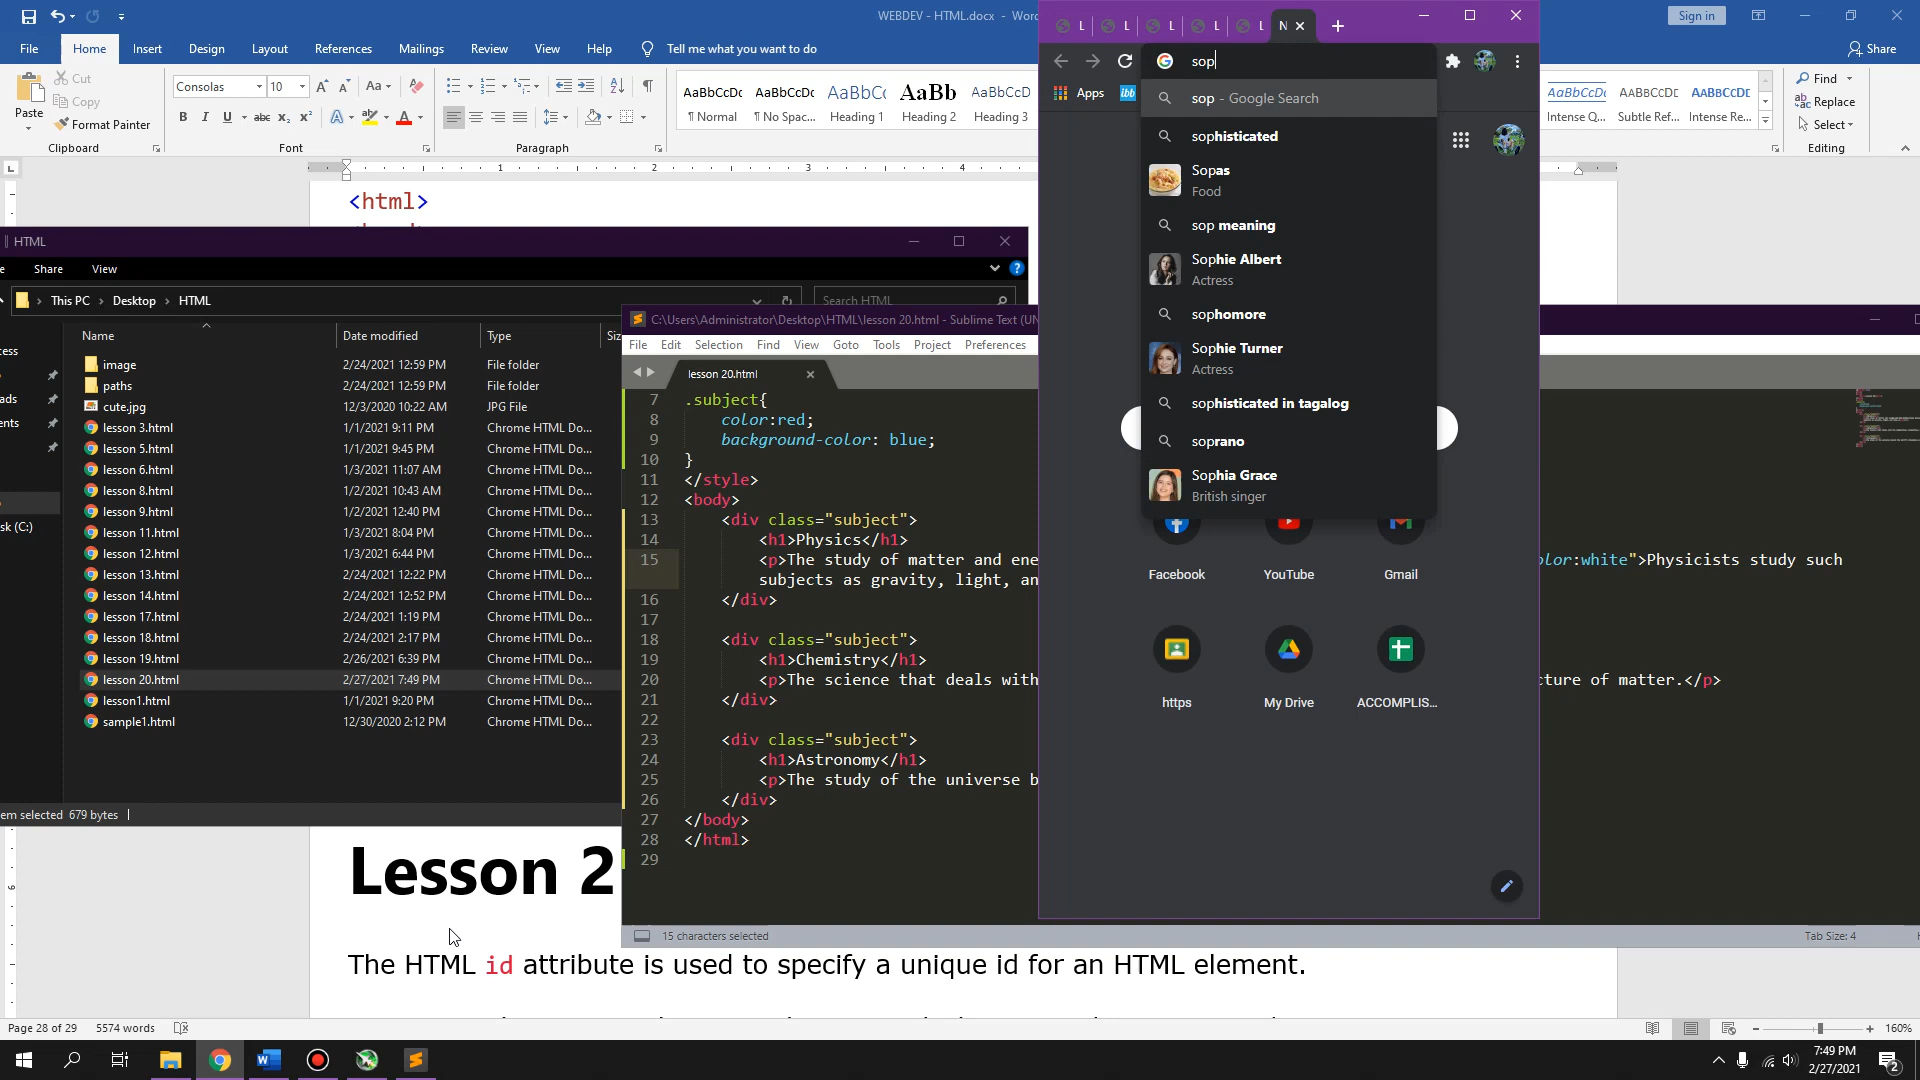 WEBDEV - HTML.docx - Word
Sign in
File Home Insert Design Layout References Mailings Review View Help Tell me what you want to do
Share
Paste
Cut
Copy
Format Painter
Clipboard
Consolas 10
Font
Paragraph
AaBbCcDc AaBbCcDc AaBbCc AaBb AaBbCcD
¶ Normal ¶ No Spac... Heading 1 Heading 2 Heading 3
AaBbCcDc AABBCCDC AABBCCDC
Intense Q... Subtle Ref... Intense Re...
Find
Replace
Select
Editing
<html>
HTML
Share View
This PC > Desktop > HTML
Search HTML
Name Date modified Type
image 2/24/2021 12:59 PM File folder
paths 2/24/2021 12:59 PM File folder
cute.jpg 12/3/2020 10:22 AM JPG File
lesson 3.html 1/1/2021 9:11 PM Chrome HTML Do...
lesson 5.html 1/1/2021 9:45 PM Chrome HTML Do...
lesson 6.html 1/3/2021 11:07 AM Chrome HTML Do...
lesson 8.html 1/2/2021 10:43 AM Chrome HTML Do...
lesson 9.html 1/2/2021 12:40 PM Chrome HTML Do...
lesson 11.html 1/3/2021 8:04 PM Chrome HTML Do...
lesson 12.html 1/3/2021 6:44 PM Chrome HTML Do...
lesson 13.html 2/24/2021 12:22 PM Chrome HTML Do...
lesson 14.html 2/24/2021 12:52 PM Chrome HTML Do...
lesson 17.html 2/24/2021 1:19 PM Chrome HTML Do...
lesson 18.html 2/24/2021 2:17 PM Chrome HTML Do...
lesson 19.html 2/26/2021 6:39 PM Chrome HTML Do...
lesson 20.html 2/27/2021 7:49 PM Chrome HTML Do...
lesson1.html 1/1/2021 9:20 PM Chrome HTML Do...
sample1.html 12/30/2020 2:12 PM Chrome HTML Do...
em selected 679 bytes
C:\Users\Administrator\Desktop\HTML\lesson 20.html - Sublime Text (UN
File Edit Selection Find View Goto Tools Project Preferences
lesson 20.html
7 .subject{
8 color:red;
9 background-color: blue;
10 }
11 </style>
12 <body>
13 <div class="subject">
14 <h1>Physics</h1>
15 <p>The study of matter and ene
olor:white">Physicists study such
subjects as gravity, light, an
16 </div>
17
18 <div class="subject">
19 <h1>Chemistry</h1>
20 <p>The science that deals with
cture of matter.</p>
21 </div>
22
23 <div class="subject">
24 <h1>Astronomy</h1>
25 <p>The study of the universe b
26 </div>
27 </body>
28 </html>
29
15 characters selected
Tab Size: 4
sop
Apps
sop - Google Search
sophisticated
Sopas
Food
sop meaning
Sophie Albert
Actress
sophomore
Sophie Turner
Actress
sophisticated in tagalog
soprano
Sophia Grace
British singer
Facebook YouTube Gmail
https My Drive ACCOMPLIS...
Lesson 2
The HTML id attribute is used to specify a unique id for an HTML element.
Page 28 of 29 5574 words
160%
7:49 PM
2/27/2021
2